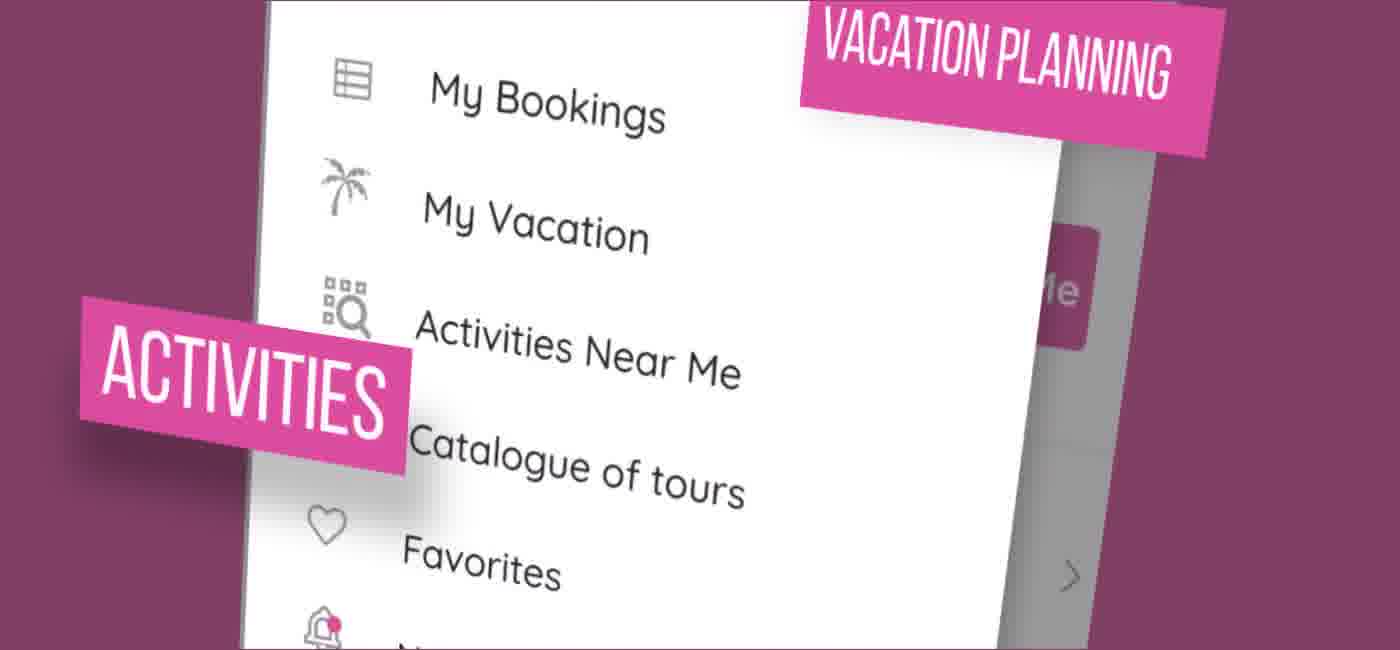 VACATION PLANNING
My Bookings
My Vacation
Activities Near Me
Me
ACTIVITIES
Catalogue of tours
Favorites